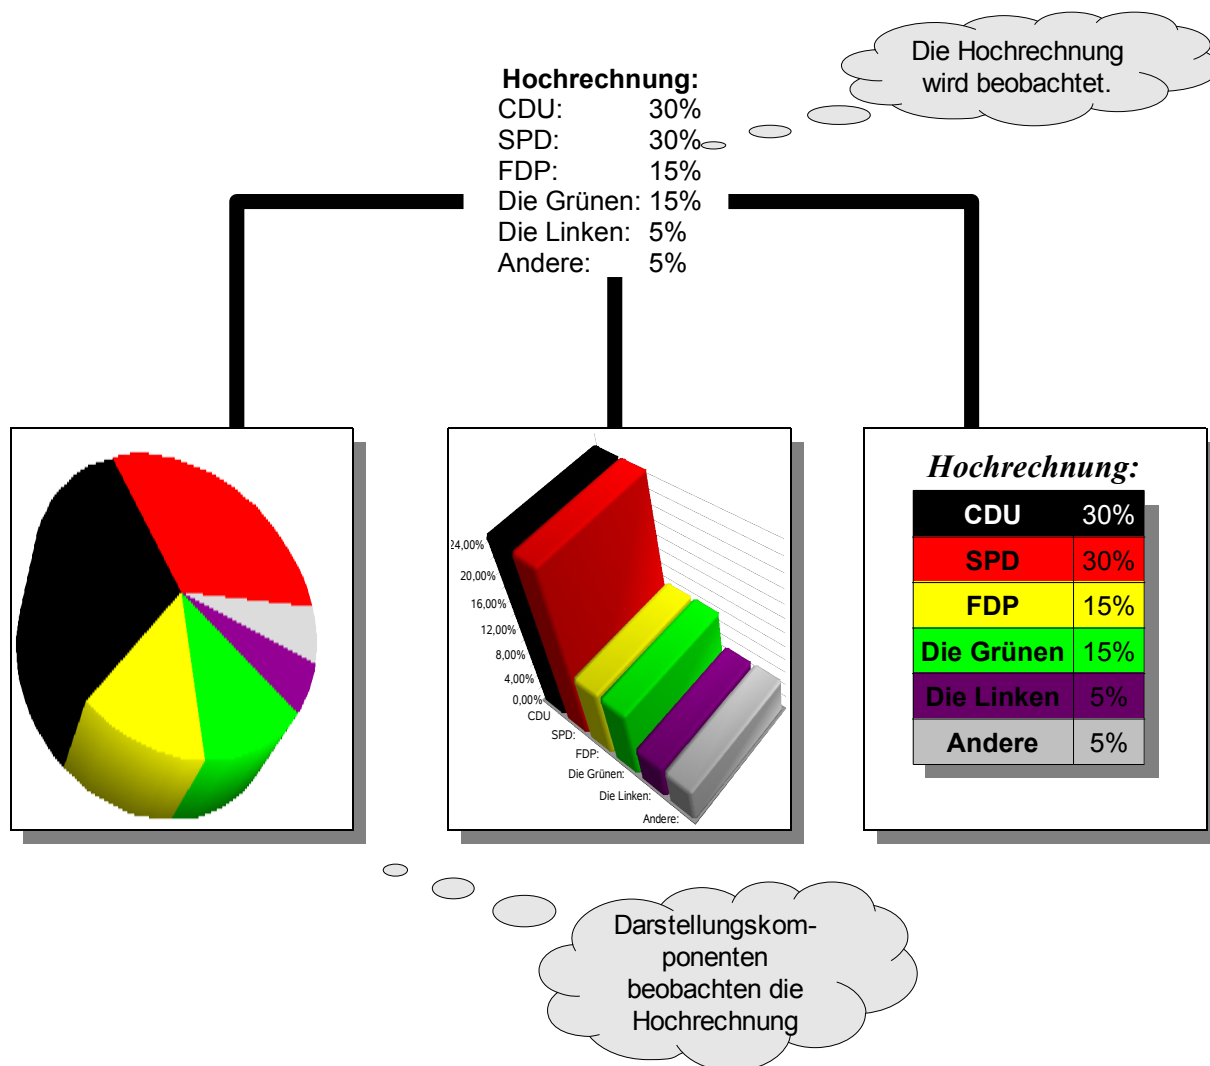 Die Hochrechnung
wird beobachtet.
Hochrechnung:
CDU: 30%
SPD: 30%
FDP: 15%
Die Grünen: 15%
Die Linken: 5%
Andere: 5%
24,00%
20,00%
16,00%
12,00%
8,00%
4,00%
0,00%
CDU
SPD:
FDP:
Die Grünen:
Die Linken:
Andere:
Hochrechnung:
CDU 30%
SPD 30%
FDP 15%
Die Grünen 15%
Die Linken 5%
Andere 5%
Darstellungskom-
ponenten
beobachten die
Hochrechnung